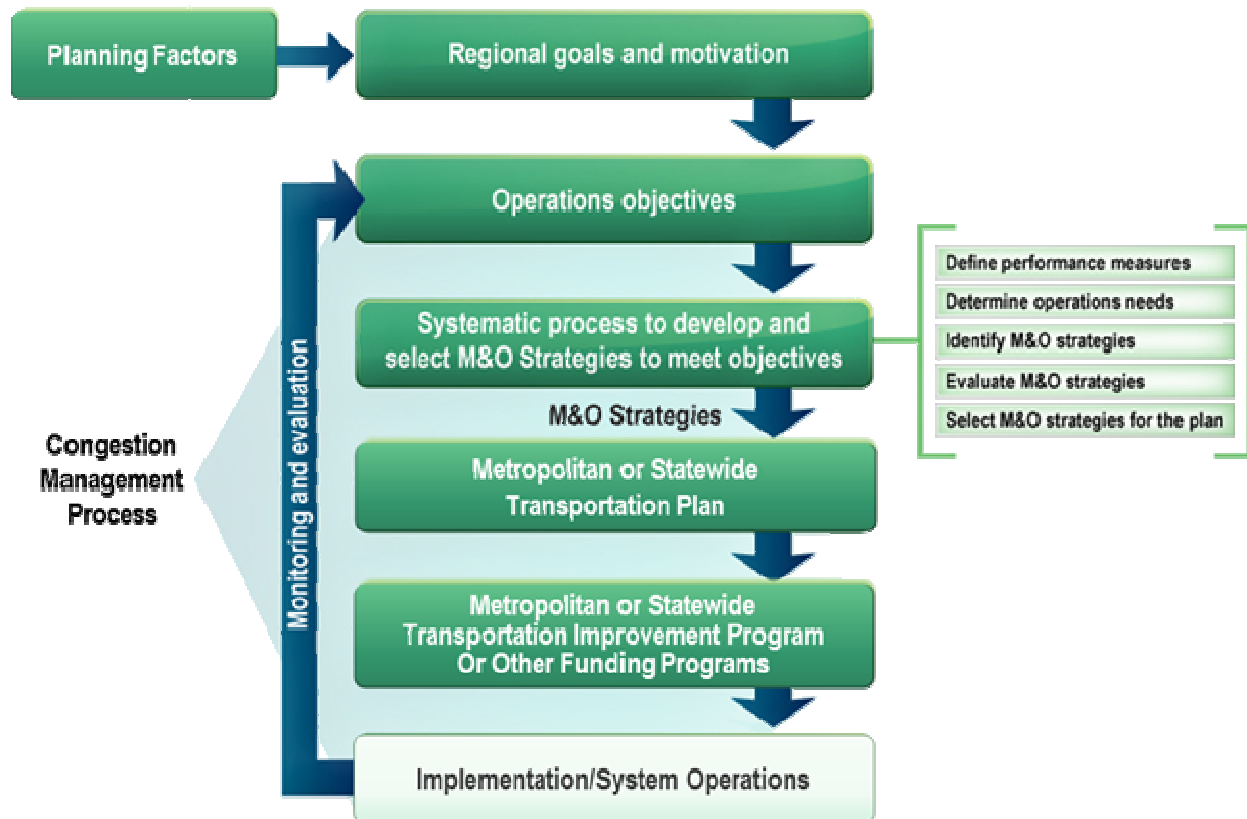 Planning Factors
Regional goals and motivation
Operations objectives
Systematic process to develop and
select M&O Strategies to meet objectives
Define performance measures
Determine operations needs
Identify M&O strategies
Evaluate M&O strategies
Select M&O strategies for the plan
M&O Strategies
Metropolitan or Statewide
Transportation Plan
Congestion
Management
Process
Monitoring and evaluation
Metropolitan or Statewide
Transportation Improvement Program
Or Other Funding Programs
Implementation/System Operations